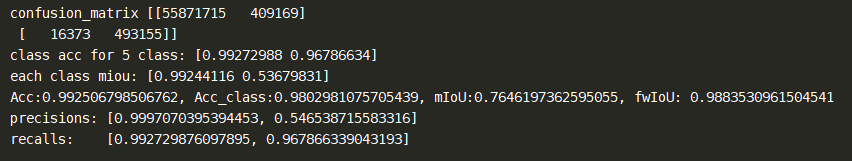 confusion_matrix [[55871715 409169]
[ 16373 493155]]
class acc for 5 class: [0.99272988 0.96786634]
each class miou: [0.99244116 0.53679831]
Acc:0.992506798506762, Acc_class:0.9802981075705439, mIoU:0.7646197362595055, fwIoU: 0.9883530961504541
precisions: [0.9997070395394453, 0.546538715583316]
recalls: [0.992729876097895, 0.967866339043193]